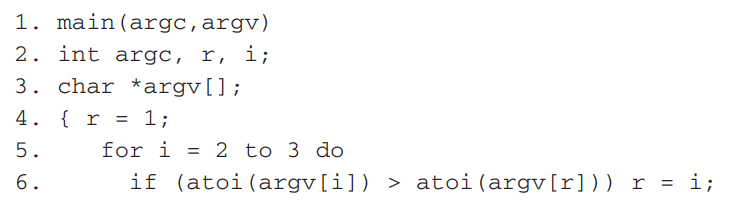 1. main(argc,argv)
2. int argc, r, i;
3. char *argv[];
4. { r = 1;
5. for i = 2 to 3 do
6. if (atoi(argv[i]) > atoi(argv[r])) r = i;